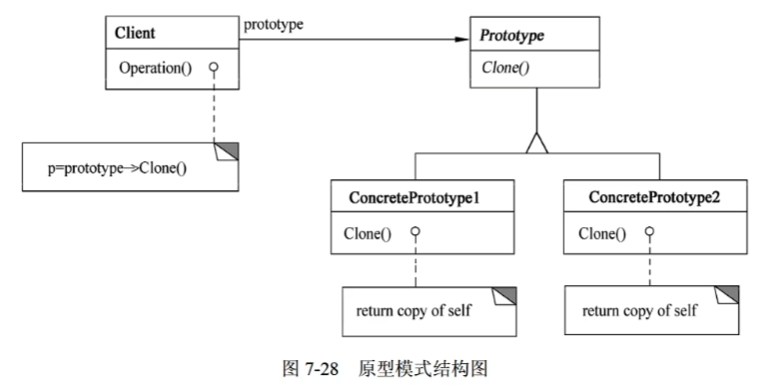 Client
prototype
Prototype
Operation()
Clone()
p=prototype->Clone()
ConcretePrototype1
ConcretePrototype2
Clone()
Clone()
return copy of self
return copy of self
图 7-28 原型模式结构图